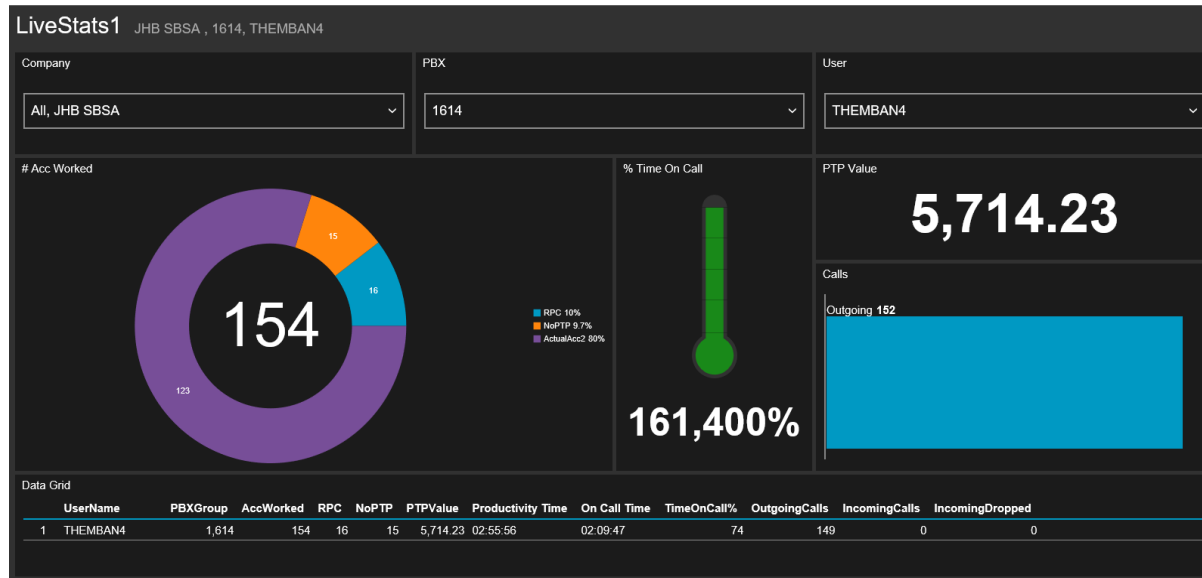 LiveStats1 JHB SBSA , 1614, THEMBAN4
Company PBX User
All, JHB SBSA 1614 THEMBAN4
# Acc Worked
15
16
154
123
RPC 10%
NoPTP 9.7%
ActualAcc2 80%
% Time On Call
161,400%
PTP Value
5,714.23
Calls
Outgoing 152
Data Grid
UserName PBXGroup AccWorked RPC NoPTP PTPValue Productivity Time On Call Time TimeOnCall% OutgoingCalls IncomingCalls IncomingDropped
1 THEMBAN4 1,614 154 16 15 5,714.23 02:55:56 02:09:47 74 149 0 0